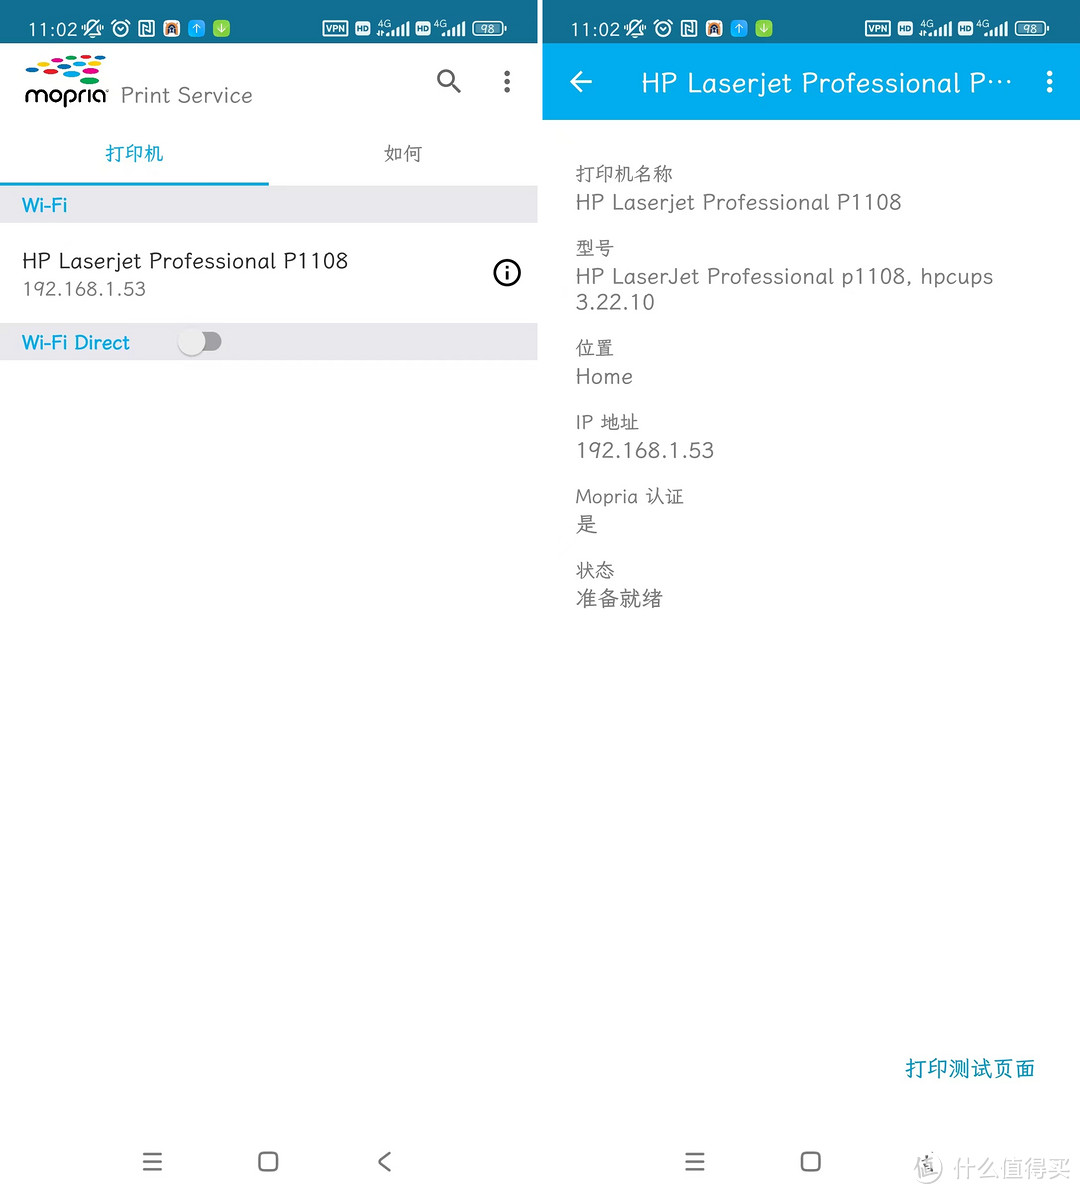 11:02
VPN HD 4G HD 4G 98
mopria Print Service
打印机
如何
Wi-Fi
HP Laserjet Professional P1108
192.168.1.53
Wi-Fi Direct
11:02
VPN HD 4G HD 4G 98
HP Laserjet Professional P···
打印机名称
HP Laserjet Professional P1108
型号
HP LaserJet Professional p1108, hpcups
3.22.10
位置
Home
IP 地址
192.168.1.53
Mopria 认证
是
状态
准备就绪
打印测试页面
值 什么值得买